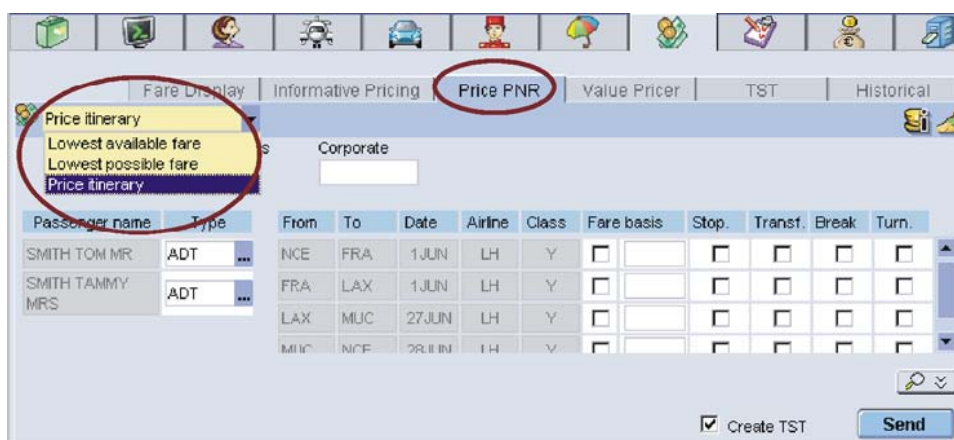 Fare Display Informative Pricing Price PNR Value Pricer TST Historical
Price itinerary
Lowest available fare
Lowest possible fare
Price itinerary
s Corporate
Passenger name Type From To Date Airline Class Fare basis Stop. Transf. Break Turn.
SMITH TOM MR ADT ... NCE FRA 1JUN LH Y
SMITH TAMMY MRS ADT ... FRA LAX 1JUN LH Y
LAX MUC 27JUN LH Y
MUC NCE 28JUN LH Y
Create TST Send